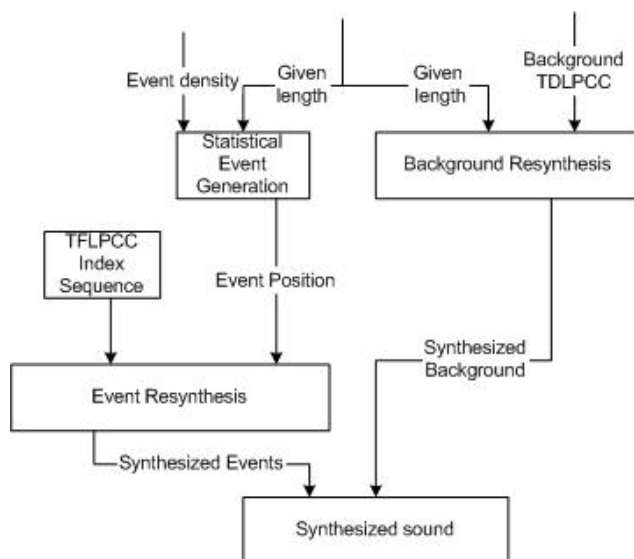 Background
TDLPCC
Event density
Given
length
Given
length
Statistical
Event
Generation
Background Resynthesis
TFLPCC
Index
Sequence
Event Position
Synthesized
Background
Event Resynthesis
Synthesized Events
Synthesized sound